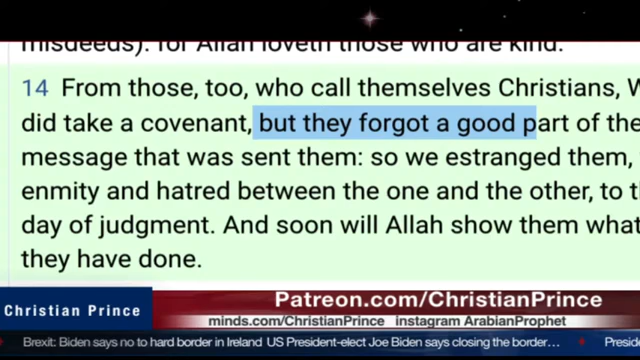 misdeeds). for Allah loveth those who are kind.
14 From those, too, who call themselves Christians, W
did take a covenant, but they forgot a good part of the
message that was sent them: so we estranged them,
enmity and hatred between the one and the other, to t
day of judgment. And soon will Allah show them what
they have done.
Christian Prince
Patreon.com/ChristianPrince
minds.com/ChristianPrince instagram ArabianProphet
Brexit: Biden says no to hard border in Ireland US President-elect Joe Biden says closing the border… Presid